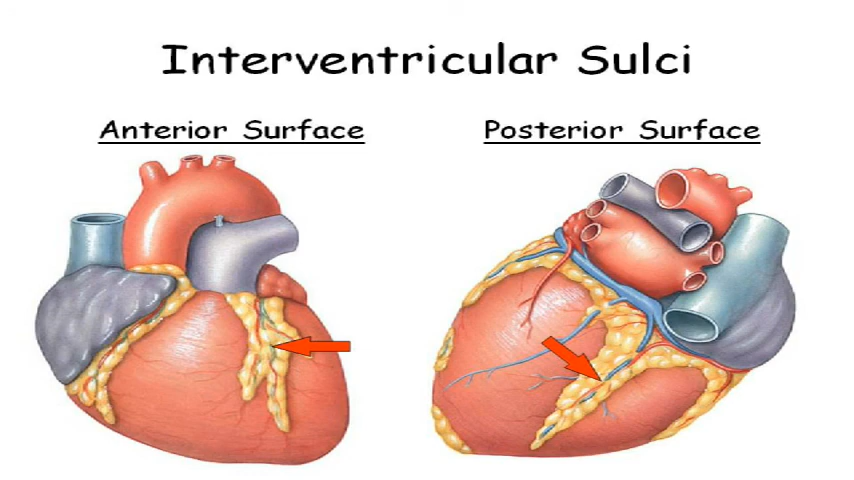 Interventricular Sulci
Anterior Surface
Posterior Surface